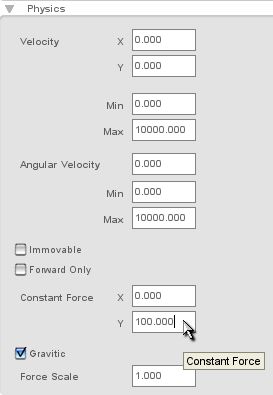 Physics
Velocity X 0.000
Y 0.000
Min 0.000
Max 10000.000
Angular Velocity 0.000
Min 0.000
Max 10000.000
Immovable
Forward Only
Constant Force X 0.000
Y 100.000
Gravitic
Constant Force
Force Scale 1.000